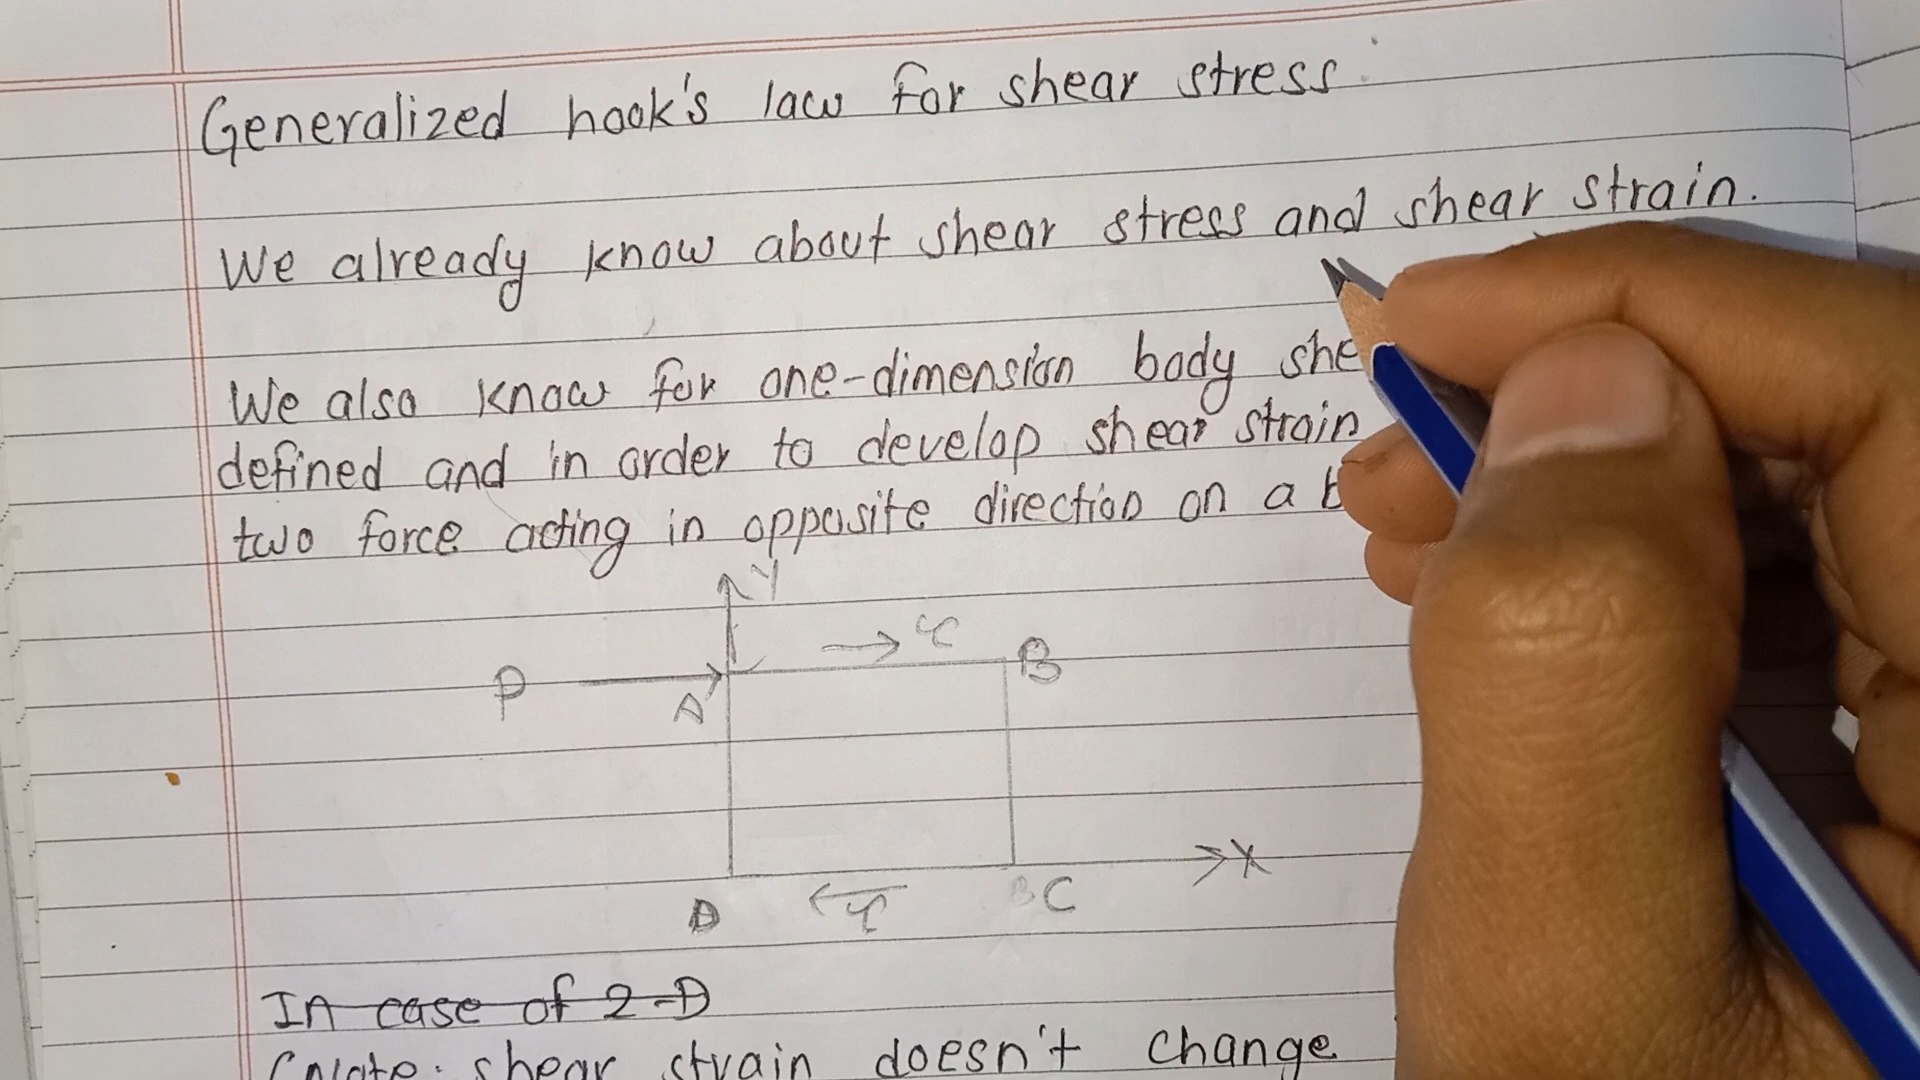 Generalized hook's law for shear stress
We already know about shear stress and shear strain.
We also know for one-dimension body she
defined and in order to develop shear strain
two force acting in opposite direction on a b
Y
τ
P
A
B
X
D
τ
C
In case of 2-D
(Note: shear strain doesn't change